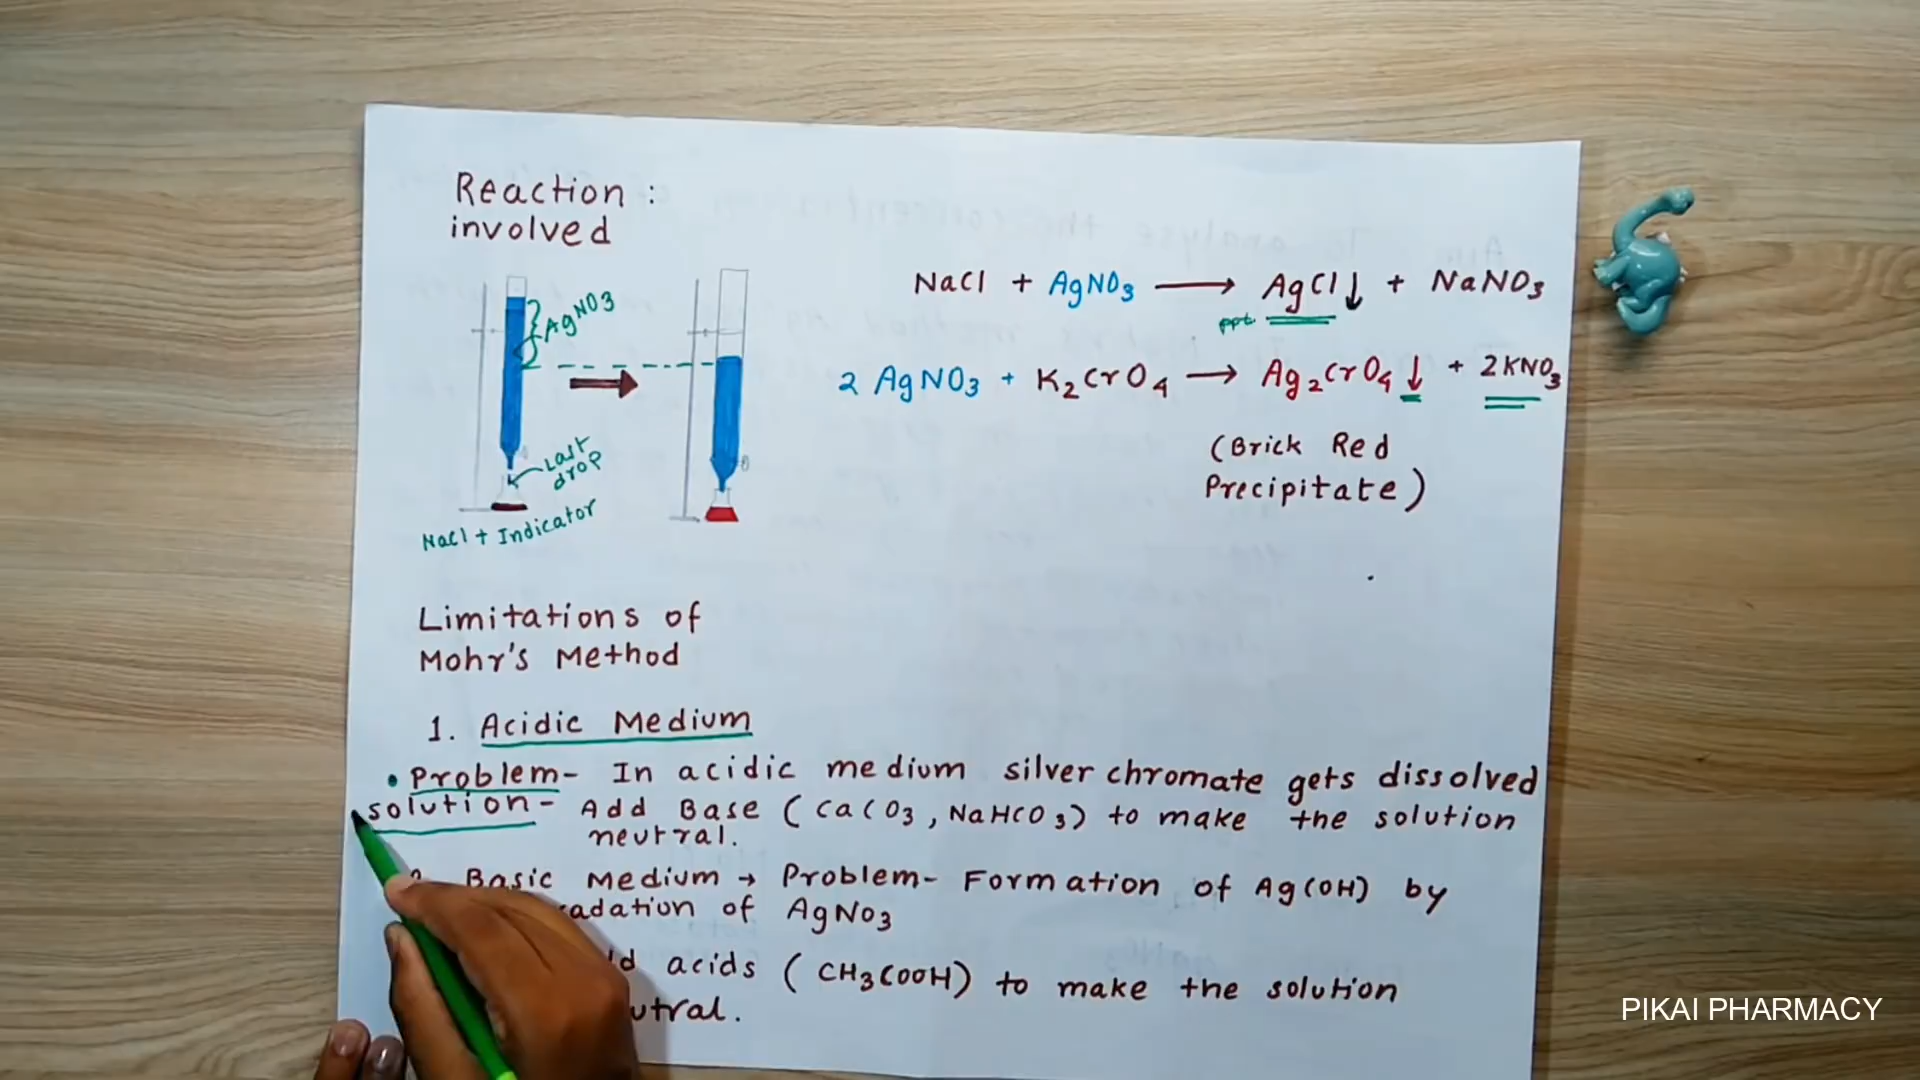 Reaction :
involved
AgNO3
NaCl + AgNO3 ⟶ AgCl↓ + NaNO3
ppt.
2 AgNO3 + K2CrO4 → Ag2CrO4↓ + 2KNO3
(Brick Red
Precipitate)
Last
drop
NaCl + Indicator
Limitations of
Mohr's Method
1. Acidic Medium
• Problem- In acidic medium silver chromate gets dissolved
solution- Add Base (CaCO3, NaHCO3) to make the solution
neutral.
Basic Medium → Problem- Formation of Ag(OH) by
of AgNO3
acids (CH3COOH) to make the solution
PIKAI PHARMACY